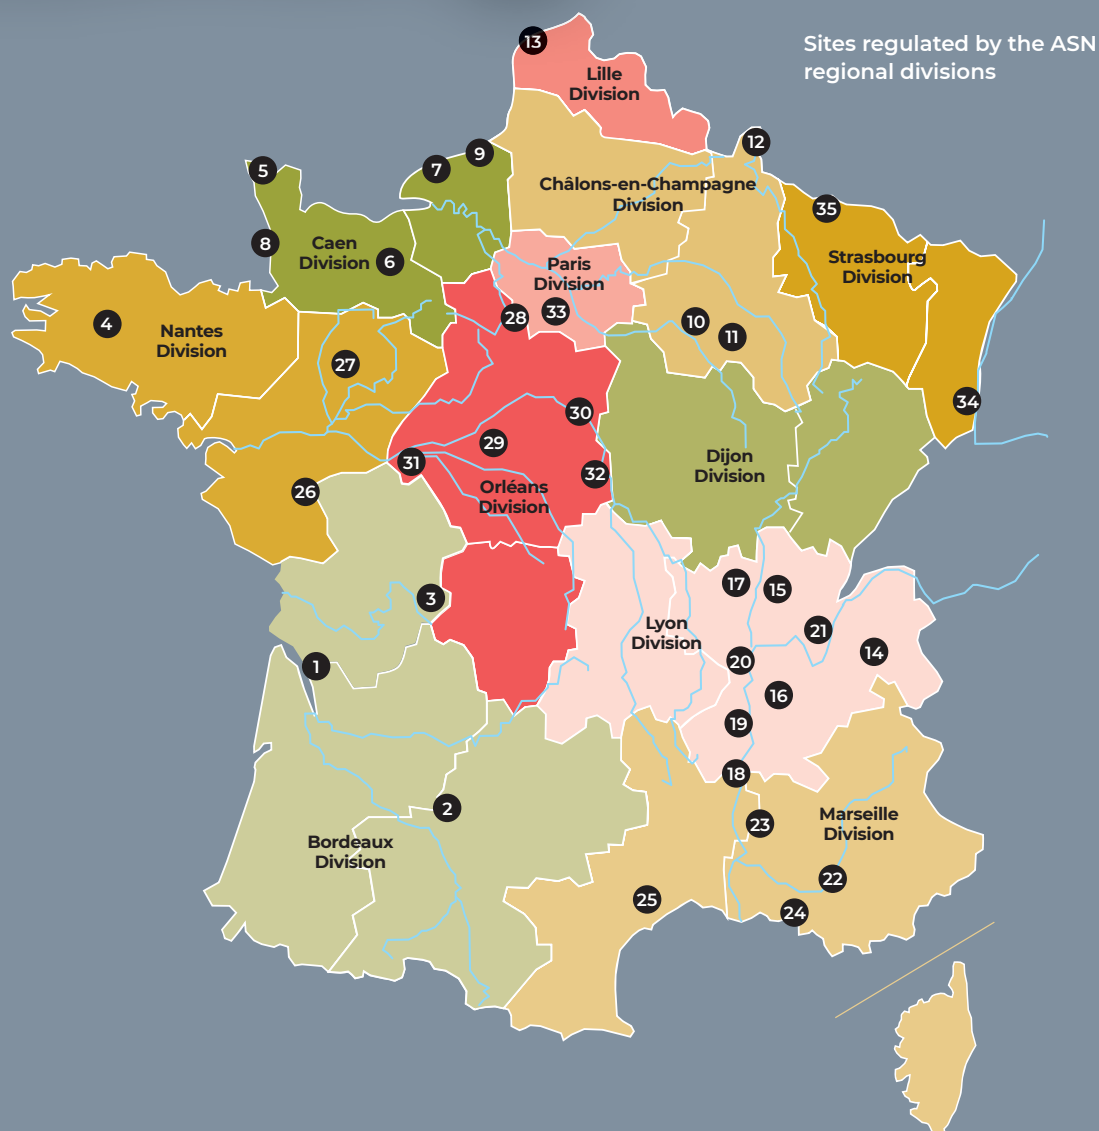 Sites regulated by the ASN
regional divisions
13
Lille
Division
12
9
7
5
Châlons-en-Champagne
Division
35
8
Caen
Division
6
Strasbourg
Division
Paris
Division
28
33
10
11
4
Nantes
Division
27
34
30
29
31
32
Orléans
Division
Dijon
Division
26
17
15
3
21
Lyon
Division
14
20
1
16
19
18
2
23
Marseille
Division
Bordeaux
Division
22
25
24